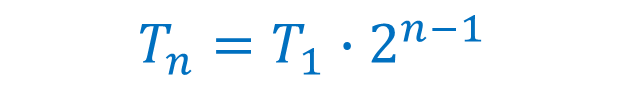 Tₙ = T₁ · 2ⁿ⁻¹